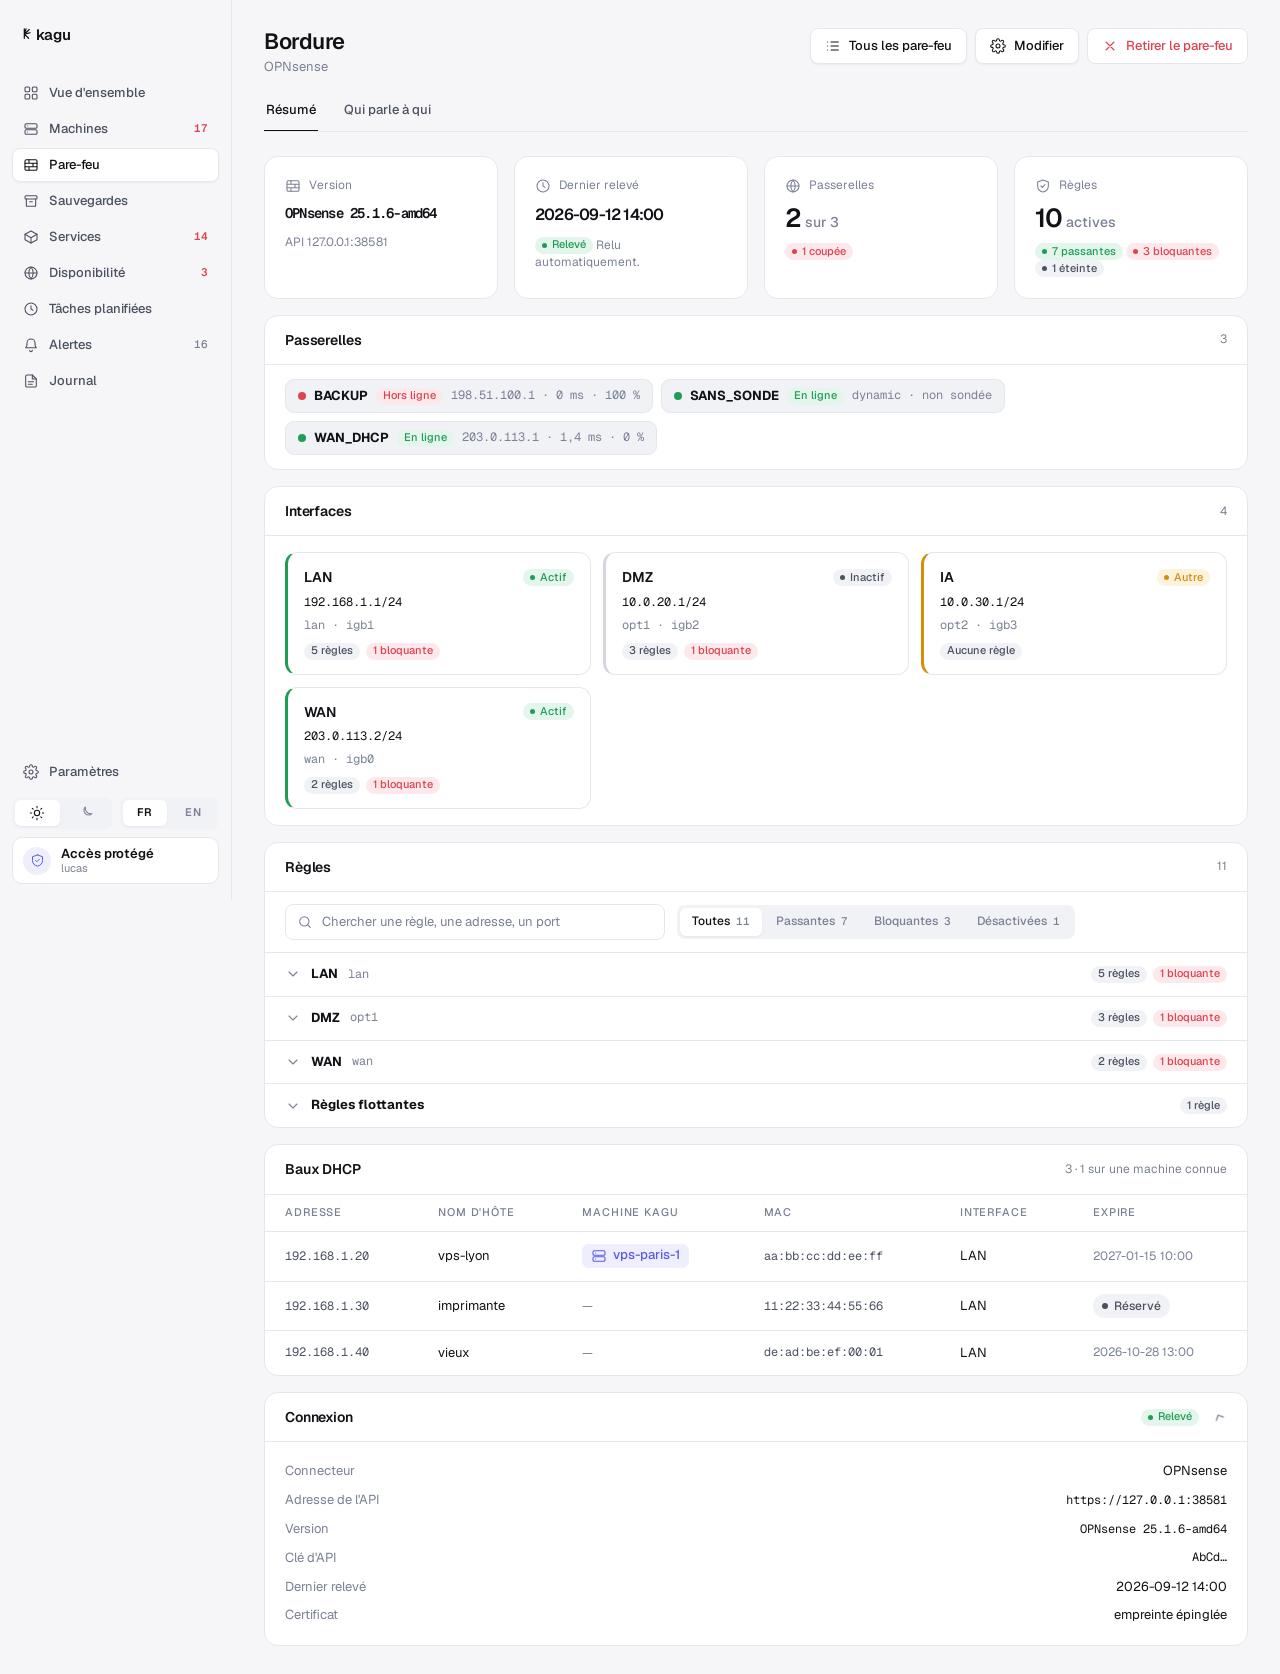 kagu
Vue d'ensemble
Machines 17
Pare-feu
Sauvegardes
Services 14
Disponibilité 3
Tâches planifiées
Alertes 16
Journal
Paramètres
FR EN
Accès protégé
lucas
Bordure
OPNsense
Tous les pare-feu
Modifier
Retirer le pare-feu
Résumé
Qui parle à qui
Version
OPNsense 25.1.6-amd64
API 127.0.0.1:38581
Dernier relevé
2026-09-12 14:00
Relevé Relu
automatiquement.
Passerelles
2 sur 3
1 coupée
Règles
10 actives
7 passantes 3 bloquantes
1 éteinte
Passerelles 3
BACKUP Hors ligne 198.51.100.1 · 0 ms · 100 %
SANS_SONDE En ligne dynamic · non sondée
WAN_DHCP En ligne 203.0.113.1 · 1,4 ms · 0 %
Interfaces 4
LAN Actif
192.168.1.1/24
lan · igb1
5 règles 1 bloquante
DMZ Inactif
10.0.20.1/24
opt1 · igb2
3 règles 1 bloquante
IA Autre
10.0.30.1/24
opt2 · igb3
Aucune règle
WAN Actif
203.0.113.2/24
wan · igb0
2 règles 1 bloquante
Règles 11
Chercher une règle, une adresse, un port
Toutes 11 Passantes 7 Bloquantes 3 Désactivées 1
LAN lan 5 règles 1 bloquante
DMZ opt1 3 règles 1 bloquante
WAN wan 2 règles 1 bloquante
Règles flottantes 1 règle
Baux DHCP 3 · 1 sur une machine connue
ADRESSE NOM D'HÔTE MACHINE KAGU MAC INTERFACE EXPIRE
192.168.1.20 vps-lyon vps-paris-1 aa:bb:cc:dd:ee:ff LAN 2027-01-15 10:00
192.168.1.30 imprimante — 11:22:33:44:55:66 LAN Réservé
192.168.1.40 vieux — de:ad:be:ef:00:01 LAN 2026-10-28 13:00
Connexion Relevé
Connecteur OPNsense
Adresse de l'API https://127.0.0.1:38581
Version OPNsense 25.1.6-amd64
Clé d'API AbCd…
Dernier relevé 2026-09-12 14:00
Certificat empreinte épinglée